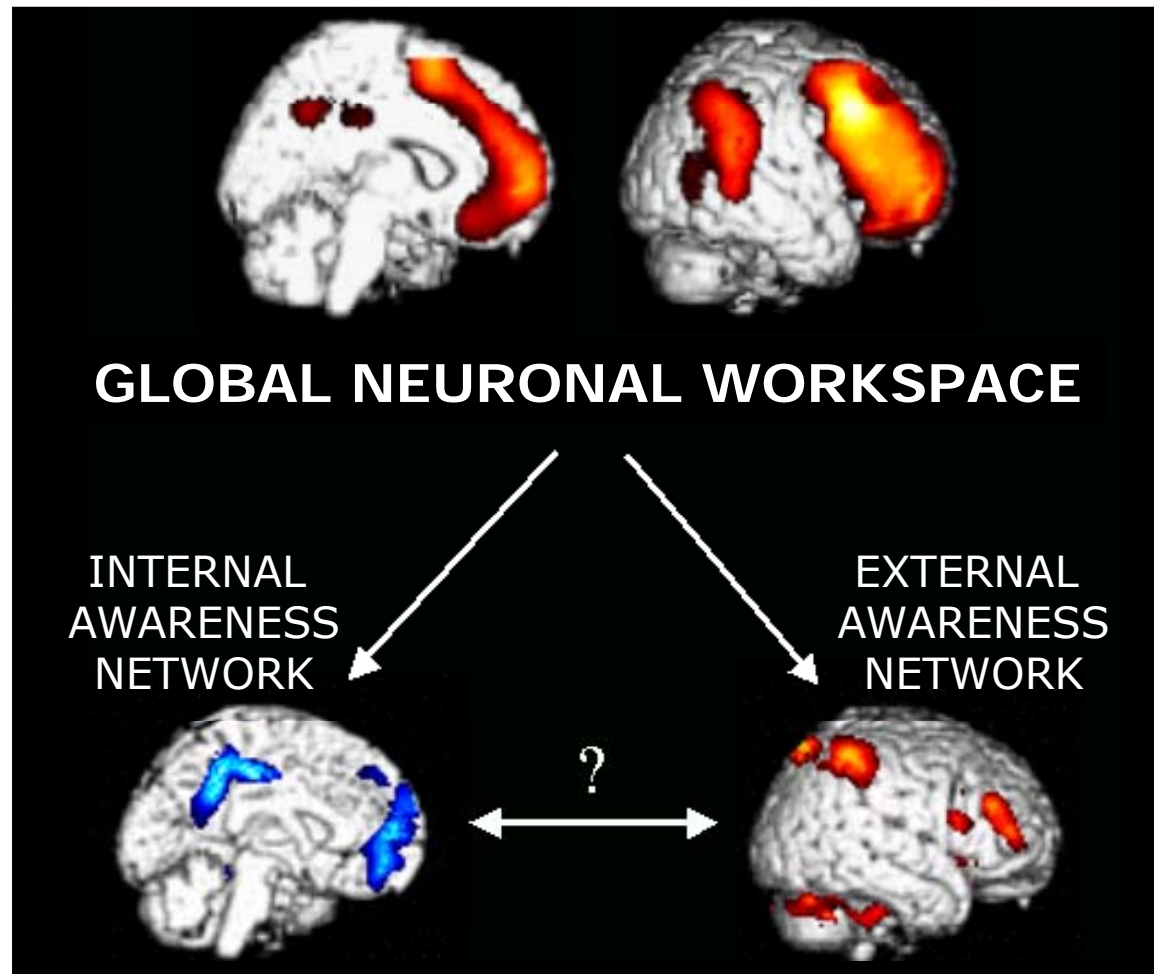 GLOBAL NEURONAL WORKSPACE
INTERNAL
AWARENESS
NETWORK
EXTERNAL
AWARENESS
NETWORK
?